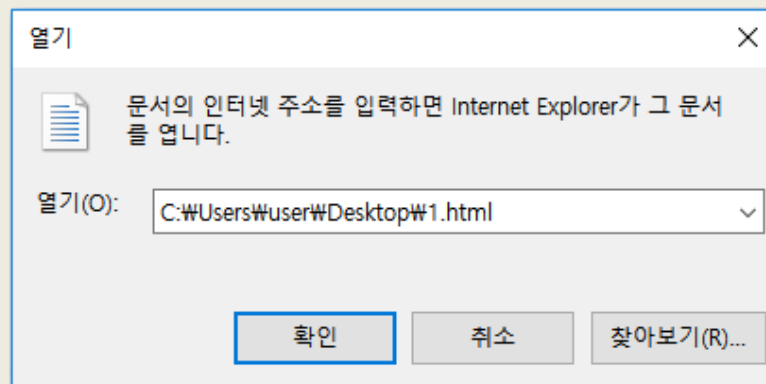 열기
문서의 인터넷 주소를 입력하면 Internet Explorer가 그 문서
를 엽니다.
열기(O): C:₩Users₩user₩Desktop₩1.html
확인 취소 찾아보기(R)...